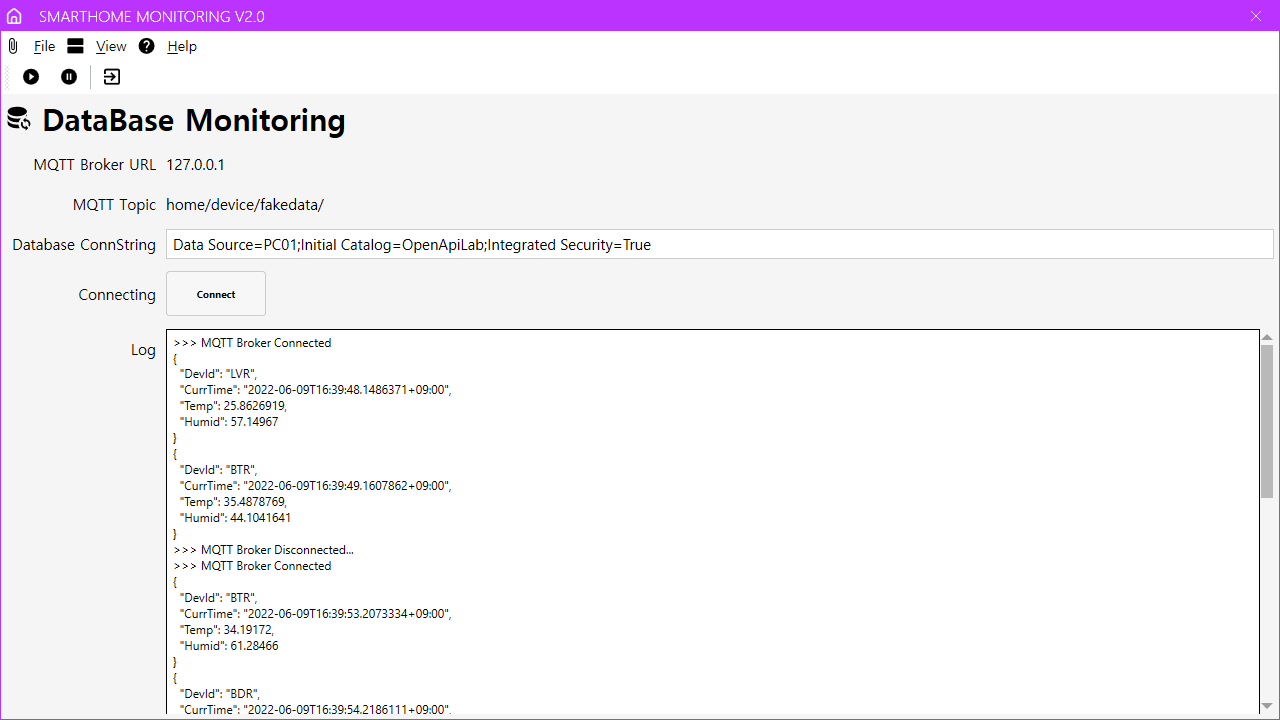 SMARTHOME MONITORING V2.0
File View Help
DataBase Monitoring
MQTT Broker URL 127.0.0.1
MQTT Topic home/device/fakedata/
Database ConnString Data Source=PC01;Initial Catalog=OpenApiLab;Integrated Security=True
Connecting Connect
Log
>>> MQTT Broker Connected
{
"DevId": "LVR",
"CurrTime": "2022-06-09T16:39:48.1486371+09:00",
"Temp": 25.8626919,
"Humid": 57.14967
}
{
"DevId": "BTR",
"CurrTime": "2022-06-09T16:39:49.1607862+09:00",
"Temp": 35.4878769,
"Humid": 44.1041641
}
>>> MQTT Broker Disconnected...
>>> MQTT Broker Connected
{
"DevId": "BTR",
"CurrTime": "2022-06-09T16:39:53.2073334+09:00",
"Temp": 34.19172,
"Humid": 61.28466
}
{
"DevId": "BDR",
"CurrTime": "2022-06-09T16:39:54.2186111+09:00",